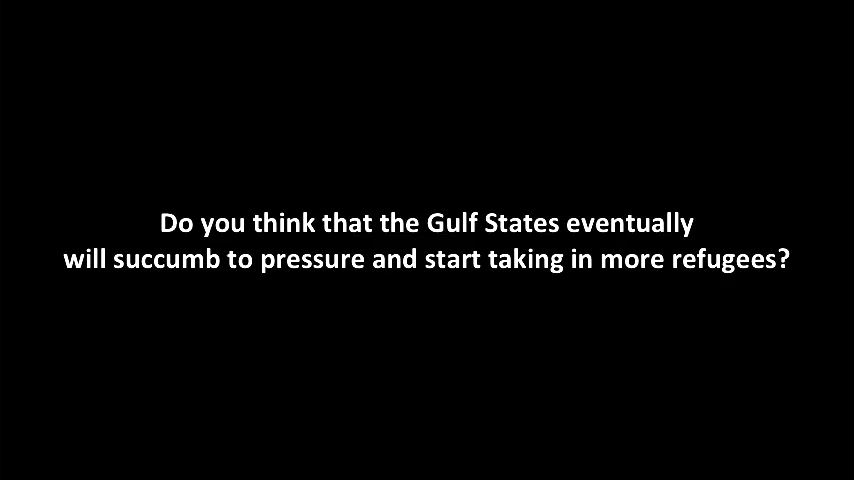 Do you think that the Gulf States eventually
will succumb to pressure and start taking in more refugees?